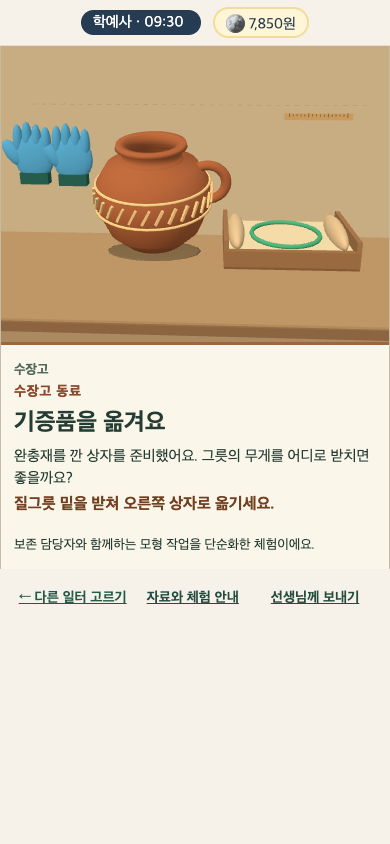 학예사 · 09:30
7,850원
수장고
수장고 동료
기증품을 옮겨요
완충재를 깐 상자를 준비했어요. 그릇의 무게를 어디로 받치면
좋을까요?
질그릇 밑을 받쳐 오른쪽 상자로 옮기세요.
보존 담당자와 함께하는 모형 작업을 단순화한 체험이에요.
← 다른 일터 고르기 자료와 체험 안내 선생님께 보내기